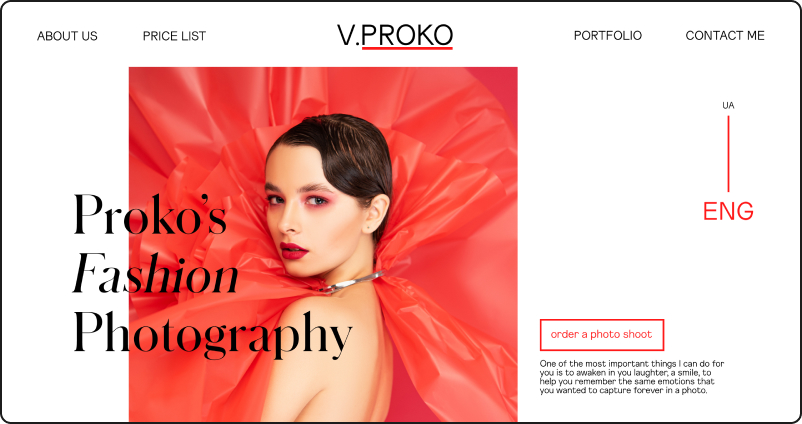 ABOUT US
PRICE LIST
V.PROKO
PORTFOLIO
CONTACT ME
UA
ENG
Proko's
Fashion
Photography
order a photo shoot
One of the most important things I can do for
you is to awaken in you laughter, a smile, to
help you remember the same emotions that
you wanted to capture forever in a photo.